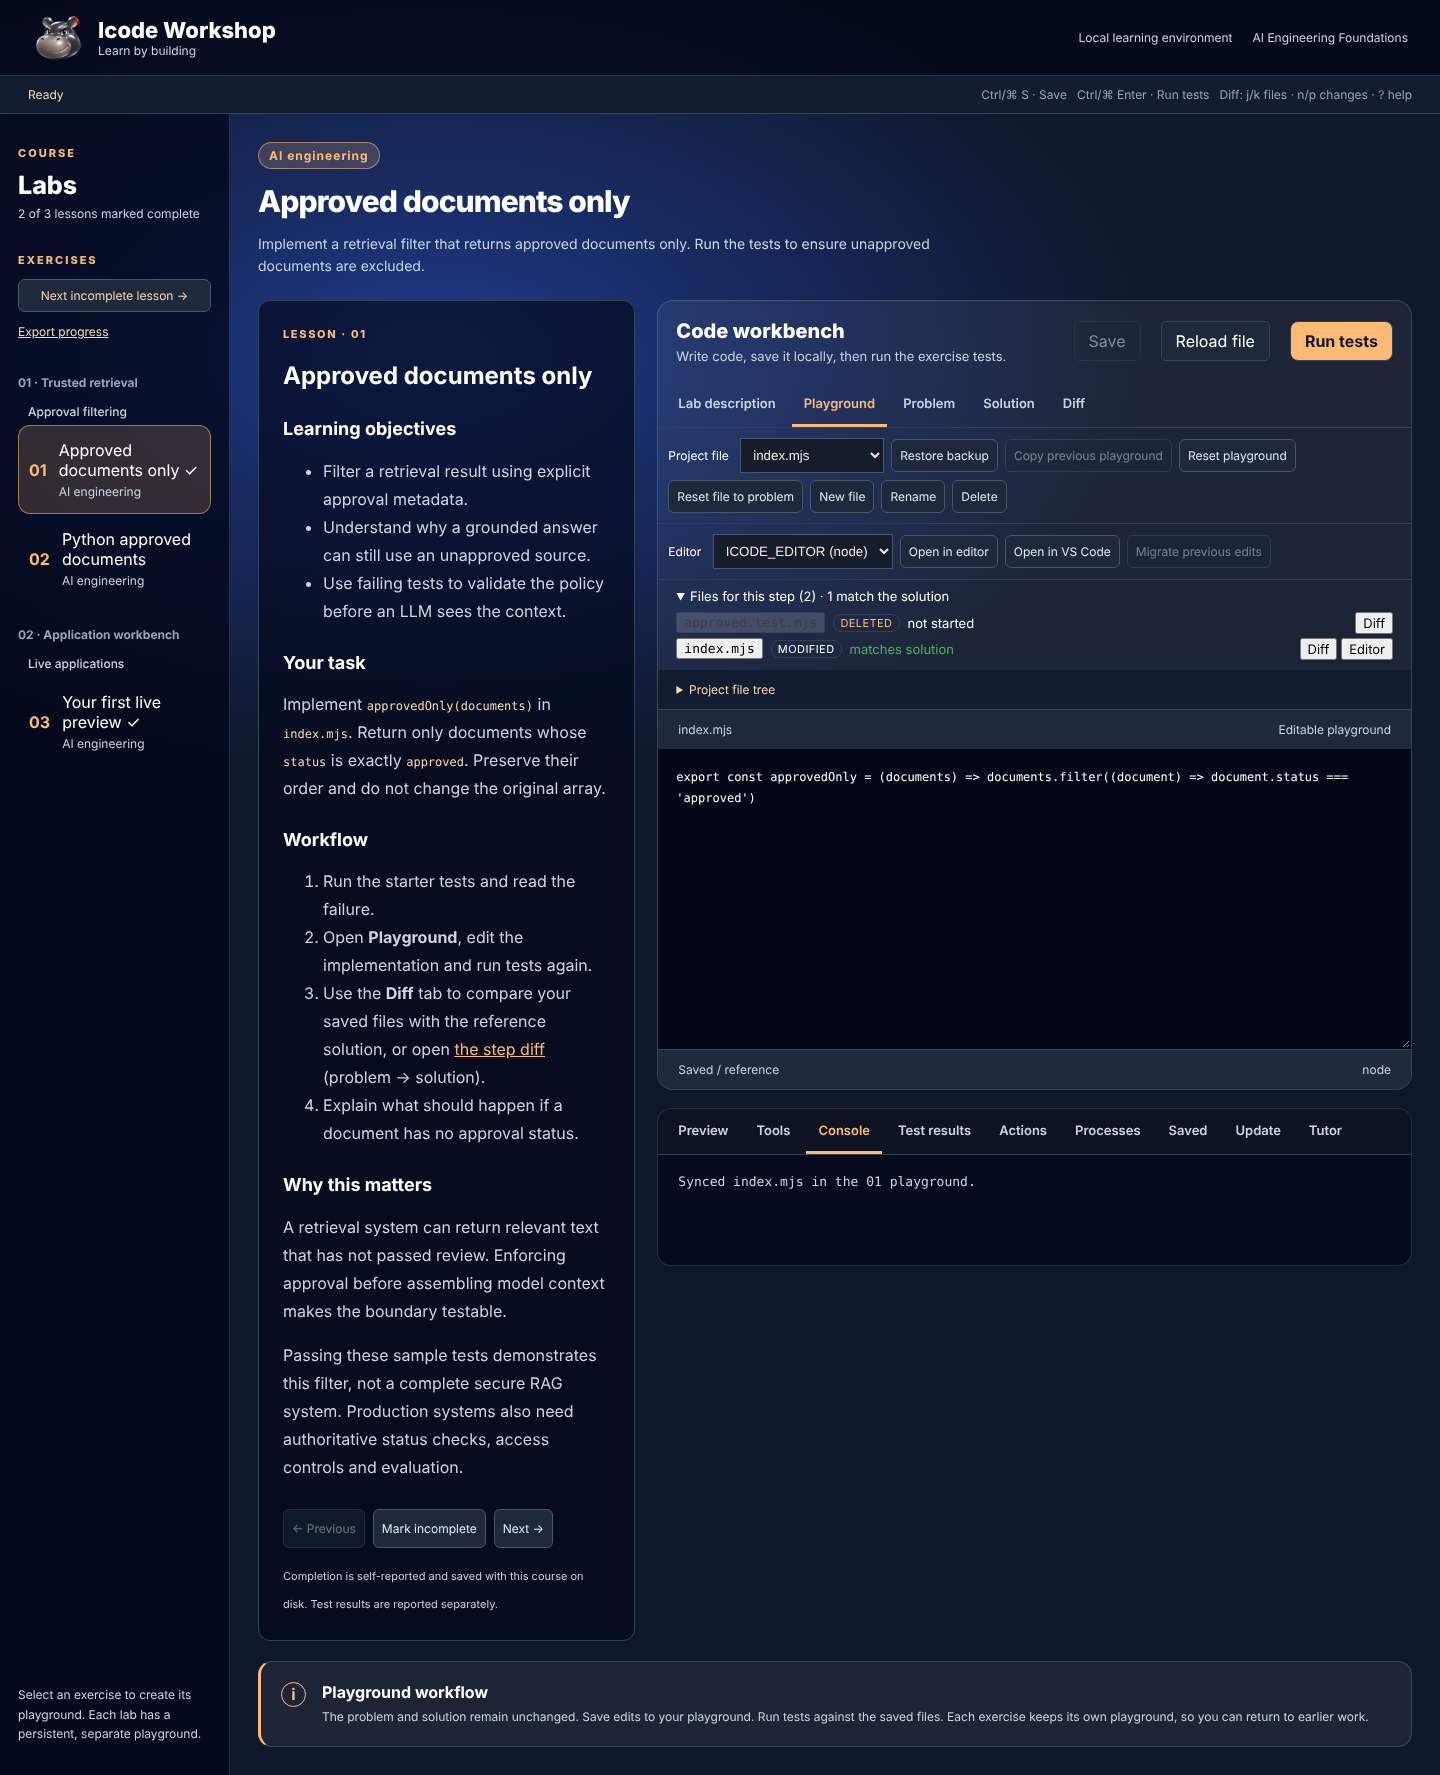 Icode Workshop
Learn by building
Local learning environment
AI Engineering Foundations
Ready
Ctrl/⌘ S · Save
Ctrl/⌘ Enter · Run tests
Diff: j/k files · n/p changes · ? help
COURSE
Labs
2 of 3 lessons marked complete
EXERCISES
Next incomplete lesson →
Export progress
01 · Trusted retrieval
Approval filtering
01
Approved
documents only ✓
AI engineering
02
Python approved
documents
AI engineering
02 · Application workbench
Live applications
03
Your first live
preview ✓
AI engineering
Select an exercise to create its
playground. Each lab has a
persistent, separate playground.
AI engineering
Approved documents only
Implement a retrieval filter that returns approved documents only. Run the tests to ensure unapproved
documents are excluded.
LESSON · 01
Approved documents only
Learning objectives
• Filter a retrieval result using explicit
approval metadata.
• Understand why a grounded answer
can still use an unapproved source.
• Use failing tests to validate the policy
before an LLM sees the context.
Your task
Implement approvedOnly(documents) in
index.mjs. Return only documents whose
status is exactly approved. Preserve their
order and do not change the original array.
Workflow
1. Run the starter tests and read the
failure.
2. Open Playground, edit the
implementation and run tests again.
3. Use the Diff tab to compare your
saved files with the reference
solution, or open the step diff
(problem → solution).
4. Explain what should happen if a
document has no approval status.
Why this matters
A retrieval system can return relevant text
that has not passed review. Enforcing
approval before assembling model context
makes the boundary testable.
Passing these sample tests demonstrates
this filter, not a complete secure RAG
system. Production systems also need
authoritative status checks, access
controls and evaluation.
← Previous
Mark incomplete
Next →
Completion is self-reported and saved with this course on
disk. Test results are reported separately.
Code workbench
Write code, save it locally, then run the exercise tests.
Save
Reload file
Run tests
Lab description
Playground
Problem
Solution
Diff
Project file
index.mjs
Restore backup
Copy previous playground
Reset playground
Reset file to problem
New file
Rename
Delete
Editor
ICODE_EDITOR (node)
Open in editor
Open in VS Code
Migrate previous edits
▼ Files for this step (2) · 1 match the solution
approved.test.mjs
DELETED
not started
Diff
index.mjs
MODIFIED
matches solution
Diff
Editor
▶ Project file tree
index.mjs
Editable playground
export const approvedOnly = (documents) => documents.filter((document) => document.status ===
'approved')
Saved / reference
node
Preview
Tools
Console
Test results
Actions
Processes
Saved
Update
Tutor
Synced index.mjs in the 01 playground.
i
Playground workflow
The problem and solution remain unchanged. Save edits to your playground. Run tests against the saved files. Each exercise keeps its own playground, so you can return to earlier work.